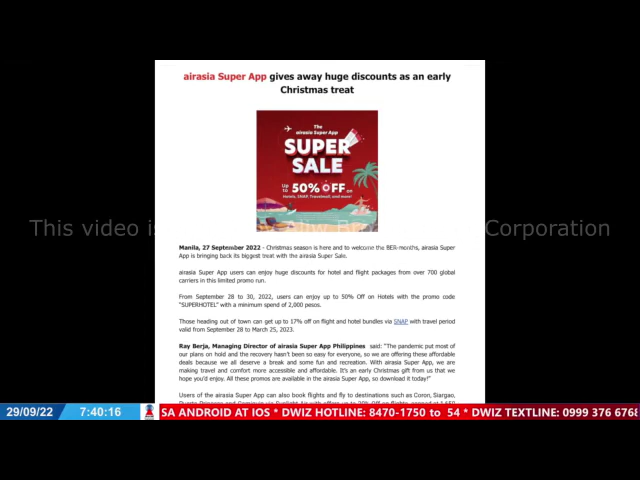 airasia Super App gives away huge discounts as an early
Christmas treat
The
airasia Super App
SUPER
SALE
Up to 50% OFF on
Hotels, SNAP, Travelmall, and more!
This video is
Corporation
Manila, 27 September 2022 - Christmas season is here and to welcome the BER-months, airasia Super
App is bringing back its biggest treat with the airasia Super Sale.
airasia Super App users can enjoy huge discounts for hotel and flight packages from over 700 global
carriers in this limited promo run.
From September 28 to 30, 2022, users can enjoy up to 50% Off on Hotels with the promo code
"SUPERHOTEL" with a minimum spend of 2,000 pesos.
Those heading out of town can get up to 17% off on flight and hotel bundles via SNAP with travel period
valid from September 28 to March 25, 2023.
Ray Berja, Managing Director of airasia Super App Philippines said: "The pandemic put most of
our plans on hold and the recovery hasn't been so easy for everyone, so we are offering these affordable
deals because we all deserve a break and some fun and recreation. With airasia Super App, we are
making travel and comfort more accessible and affordable. It's an early Christmas gift from us that we
hope you'd enjoy. All these promos are available in the airasia Super App, so download it today!"
Users of the airasia Super App can also book flights and fly to destinations such as Coron, Siargao,
29/09/22 7:40:16 SA ANDROID AT IOS * DWIZ HOTLINE: 8470-1750 to 54 * DWIZ TEXTLINE: 0999 376 6768